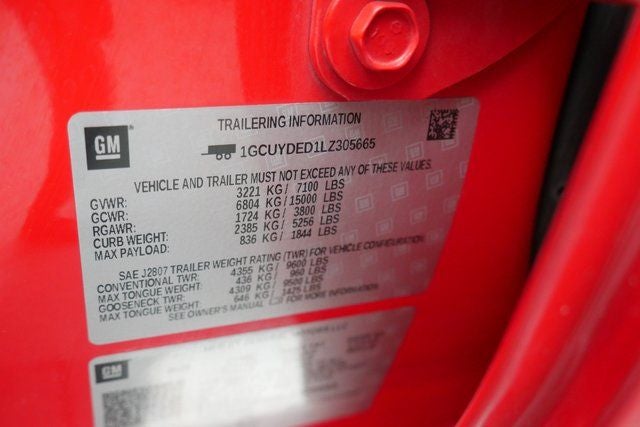 GM
TRAILERING INFORMATION
1GCUYDED1LZ305665
VEHICLE AND TRAILER MUST NOT EXCEED ANY OF THESE VALUES.
GVWR: 3221 KG/ 7100 LBS
GCWR: 6804 KG/15000 LBS
RGAWR: 1724 KG/ 3800 LBS
CURB WEIGHT: 2385 KG/ 5256 LBS
MAX PAYLOAD: 836 KG/ 1844 LBS
SAE J2807 TRAILER WEIGHT RATING (TWR) FOR VEHICLE CONFIGURATION.
CONVENTIONAL TWR: 4355 KG/ 9600 LBS
MAX TONGUE WEIGHT: 436 KG/ 960 LBS
GOOSENECK TWR: 4309 KG/ 9500 LBS
MAX TONGUE WEIGHT: 646 KG/ 1425 LBS
SEE OWNER'S MANUAL FOR MORE INFORMATION.
GM